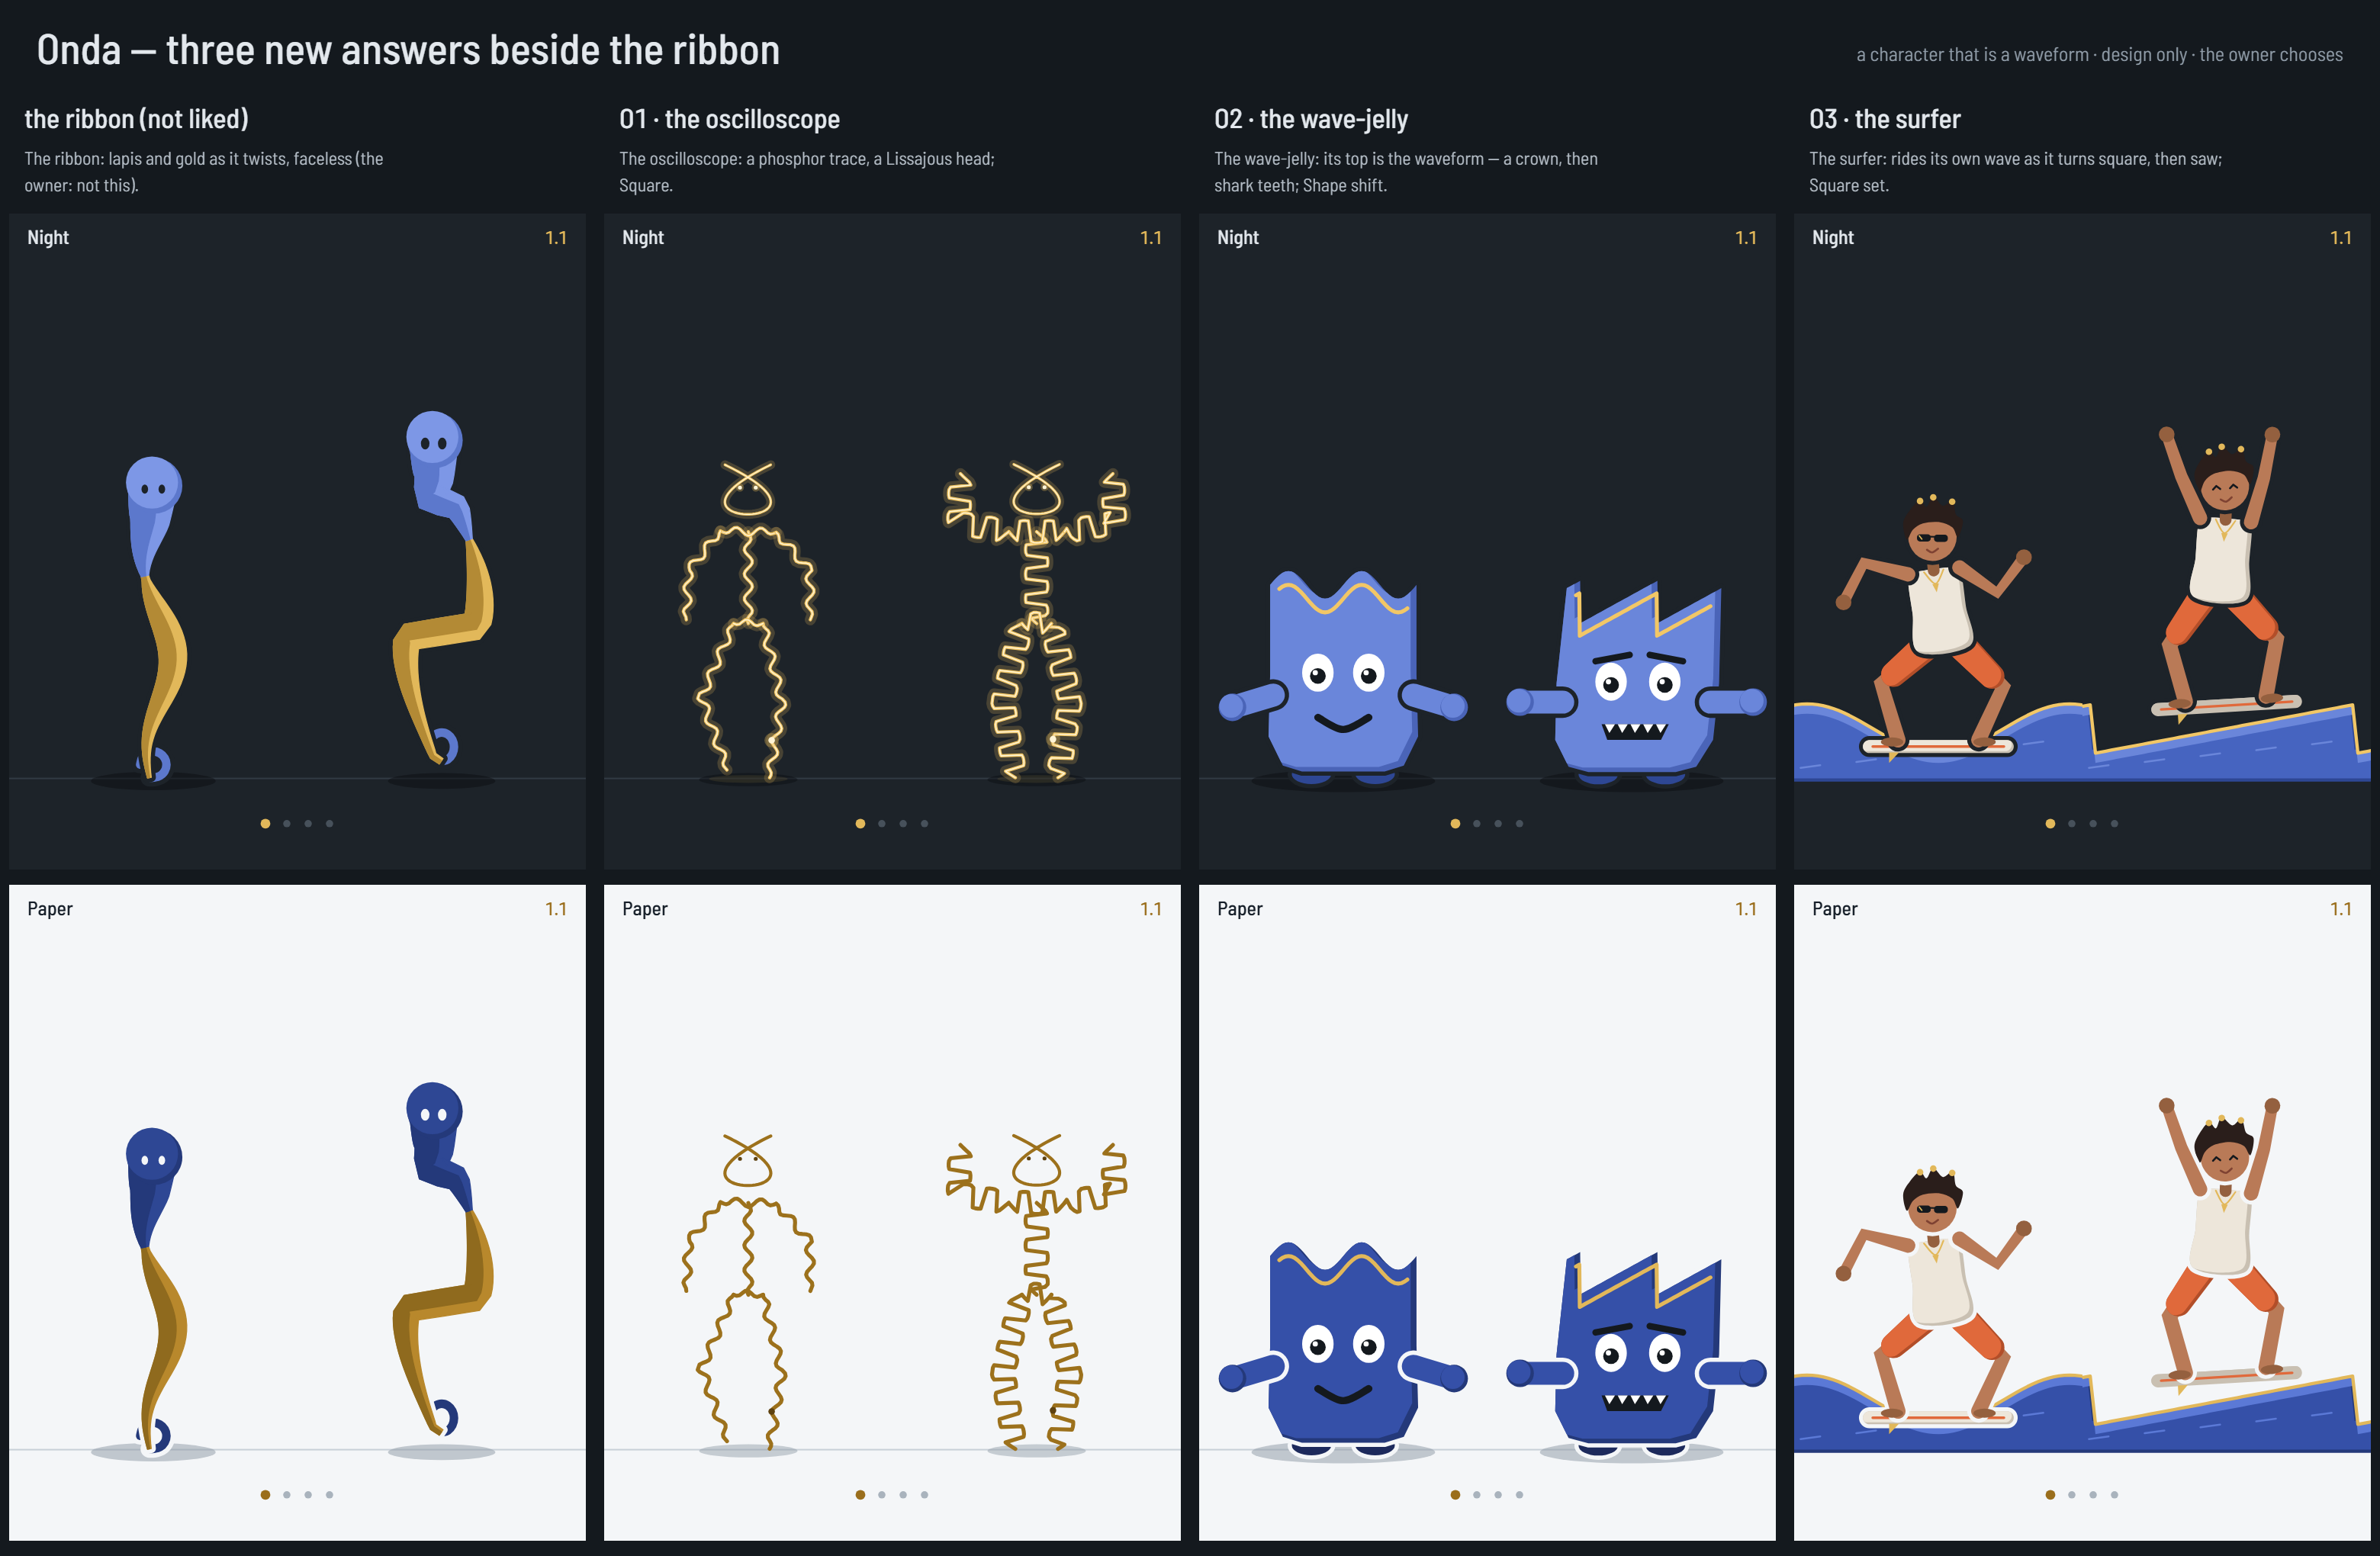 Onda — three new answers beside the ribbon
a character that is a waveform · design only · the owner chooses
the ribbon (not liked)
The ribbon: lapis and gold as it twists, faceless (the
owner: not this).
01 · the oscilloscope
The oscilloscope: a phosphor trace, a Lissajous head;
Square.
02 · the wave-jelly
The wave-jelly: its top is the waveform — a crown, then
shark teeth; Shape shift.
03 · the surfer
The surfer: rides its own wave as it turns square, then saw;
Square set.
Night
1.1
Night
1.1
Night
1.1
Night
1.1
Paper
1.1
Paper
1.1
Paper
1.1
Paper
1.1